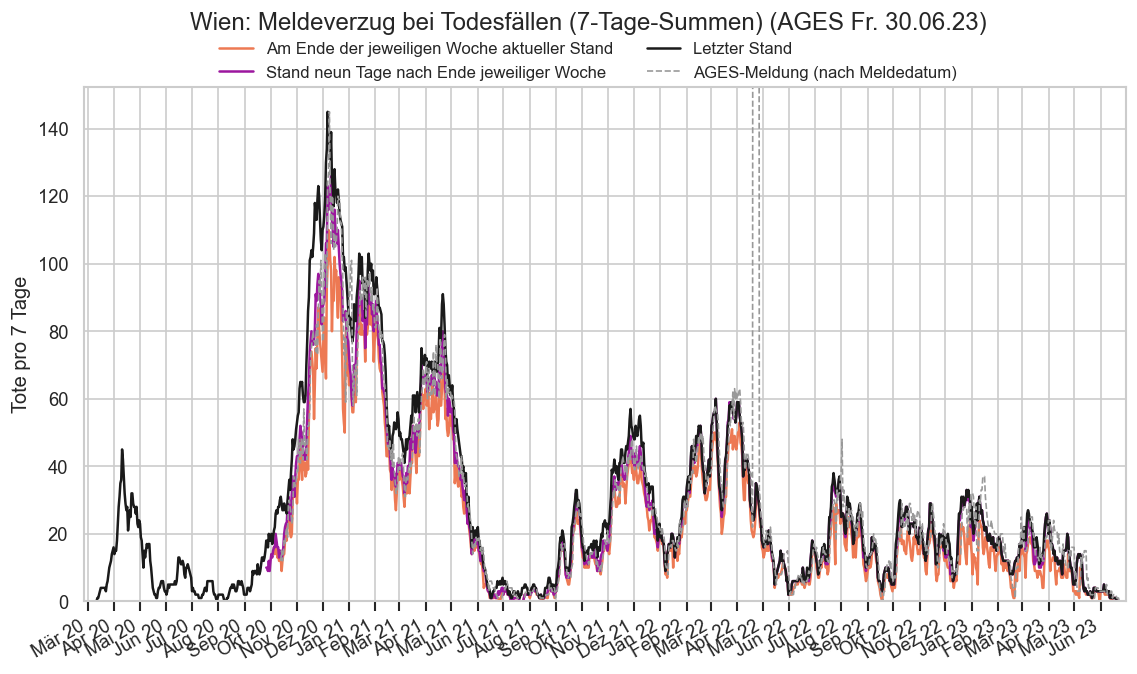 Wien: Meldeverzug bei Todesfällen (7-Tage-Summen) (AGES Fr. 30.06.23)
Am Ende der jeweiligen Woche aktueller Stand
Letzter Stand
Stand neun Tage nach Ende jeweiliger Woche
AGES-Meldung (nach Meldedatum)
Tote pro 7 Tage
140
120
100
80
60
40
20
0
Mär 20
Apr 20
Mai 20
Jun 20
Jul 20
Aug 20
Sep 20
Okt 20
Nov 20
Dez 20
Jan 21
Feb 21
Mär 21
Apr 21
Mai 21
Jun 21
Jul 21
Aug 21
Sep 21
Okt 21
Nov 21
Dez 21
Jan 22
Feb 22
Mär 22
Apr 22
Mai 22
Jun 22
Jul 22
Aug 22
Sep 22
Okt 22
Nov 22
Dez 22
Jan 23
Feb 23
Mär 23
Apr 23
Mai 23
Jun 23